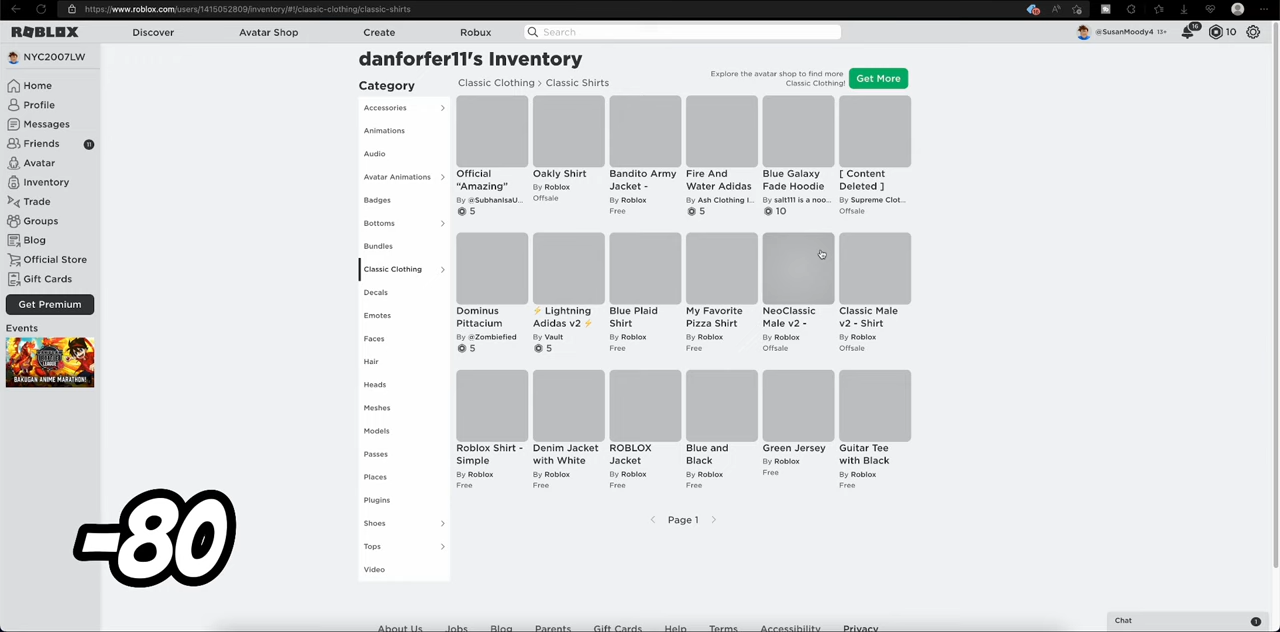 https://www.roblox.com/users/1415052809/inventory/#!/classic-clothing/classic-shirts
ROBLOX
Discover
Avatar Shop
Create
Robux
Search
@SusanMoody4 13+
16
10
NYC2007LW
Home
Profile
Messages
Friends
11
Avatar
Inventory
Trade
Groups
Blog
Official Store
Gift Cards
Get Premium
Events
BAKUGAN ANIME MARATHON!
danforfer11's Inventory
Category
Accessories
Animations
Audio
Avatar Animations
Badges
Bottoms
Bundles
Classic Clothing
Decals
Emotes
Faces
Hair
Heads
Meshes
Models
Passes
Places
Plugins
Shoes
Tops
Video
Classic Clothing > Classic Shirts
Explore the avatar shop to find more
Classic Clothing!
Get More
Official
"Amazing"
By @SubhanIsaU...
5
Oakly Shirt
By Roblox
Offsale
Bandito Army
Jacket -
By Roblox
Free
Fire And
Water Adidas
By Ash Clothing I...
5
Blue Galaxy
Fade Hoodie
By salt111 is a noo...
10
[ Content
Deleted ]
By Supreme Clot...
Offsale
Dominus
Pittacium
By @Zombiefied
5
⚡ Lightning
Adidas v2 ⚡
By Vault
5
Blue Plaid
Shirt
By Roblox
Free
My Favorite
Pizza Shirt
By Roblox
Free
NeoClassic
Male v2 -
By Roblox
Offsale
Classic Male
v2 - Shirt
By Roblox
Offsale
Roblox Shirt -
Simple
By Roblox
Free
Denim Jacket
with White
By Roblox
Free
ROBLOX
Jacket
By Roblox
Free
Blue and
Black
By Roblox
Free
Green Jersey
By Roblox
Free
Guitar Tee
with Black
By Roblox
Free
< Page 1 >
-80
About Us
Jobs
Blog
Parents
Gift Cards
Help
Terms
Accessibility
Privacy
Chat
1